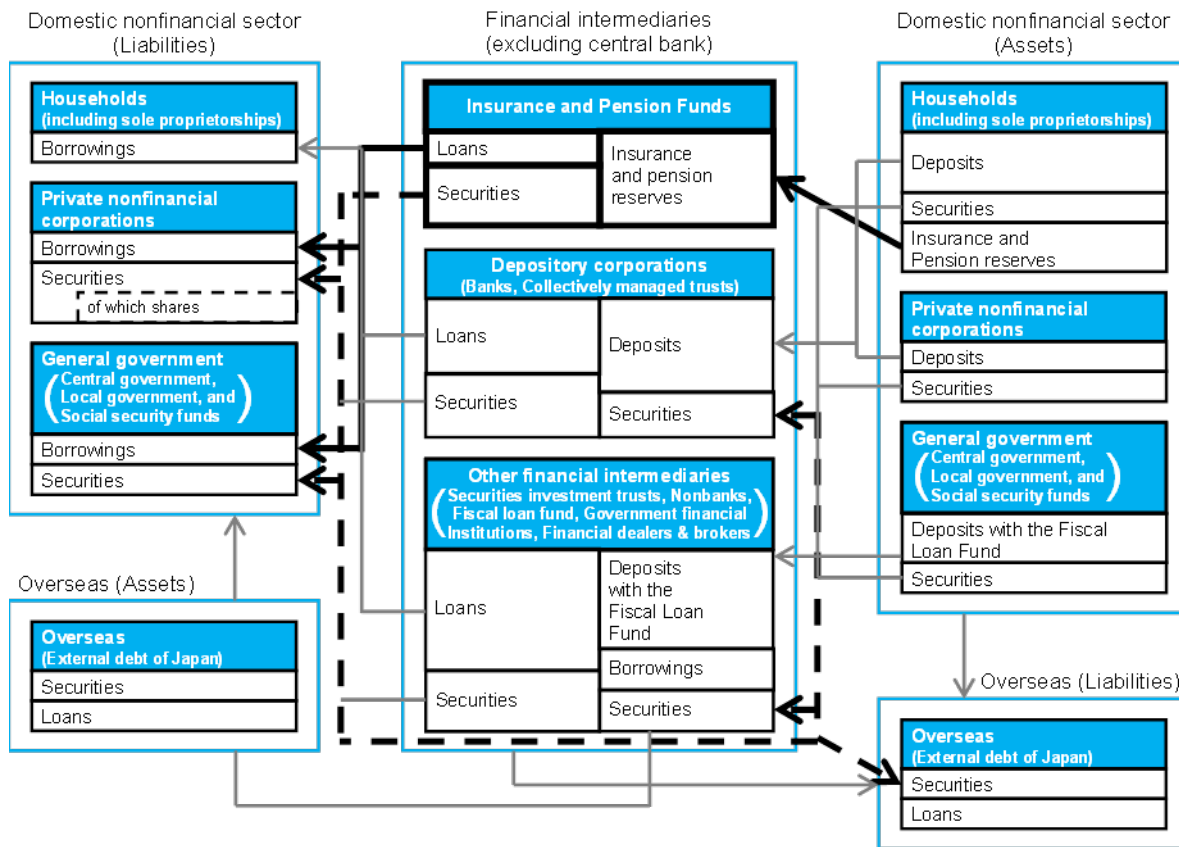 Domestic nonfinancial sector
(Liabilities)
Households
(including sole proprietorships)
Borrowings
Private nonfinancial
corporations
Borrowings
Securities
of which shares
General government
(Central government,
Local government, and
Social security funds)
Borrowings
Securities
Overseas (Assets)
Overseas
(External debt of Japan)
Securities
Loans
Financial intermediaries
(excluding central bank)
Insurance and Pension Funds
Loans
Securities
Insurance
and pension
reserves
Depository corporations
(Banks, Collectively managed trusts)
Loans
Securities
Deposits
Securities
Other financial intermediaries
(Securities investment trusts, Nonbanks,
Fiscal loan fund, Government financial
Institutions, Financial dealers & brokers)
Loans
Securities
Deposits
with the
Fiscal Loan
Fund
Borrowings
Securities
Domestic nonfinancial sector
(Assets)
Households
(including sole proprietorships)
Deposits
Securities
Insurance and
Pension reserves
Private nonfinancial
corporations
Deposits
Securities
General government
(Central government,
Local government, and
Social security funds)
Deposits with the Fiscal
Loan Fund
Securities
Overseas (Liabilities)
Overseas
(External debt of Japan)
Securities
Loans